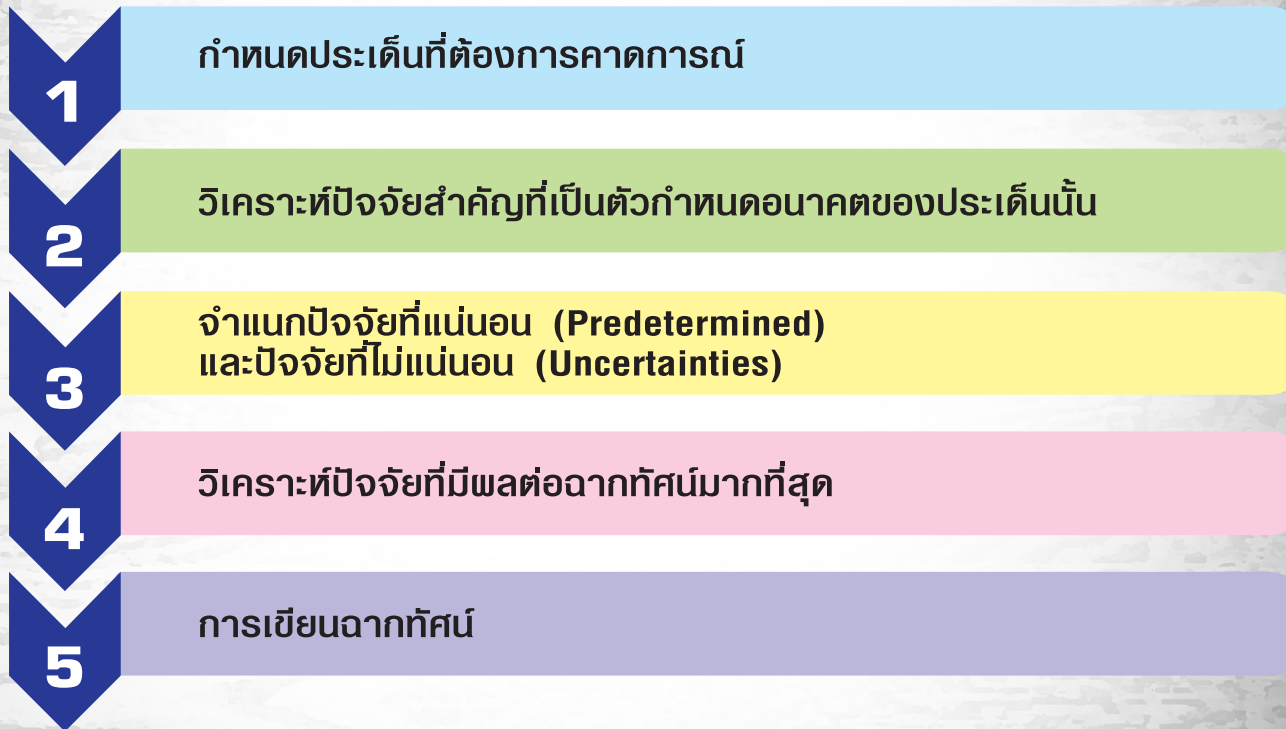 1
กำหนดประเด็นที่ต้องการคาดการณ์
2
วิเคราะห์ปัจจัยสำคัญที่เป็นตัวกำหนดอนาคตของประเด็นนั้น
3
จำแนกปัจจัยที่แน่นอน (Predetermined)
และปัจจัยที่ไม่แน่นอน (Uncertainties)
4
วิเคราะห์ปัจจัยที่มีผลต่อฉากทัศน์มากที่สุด
5
การเขียนฉากทัศน์